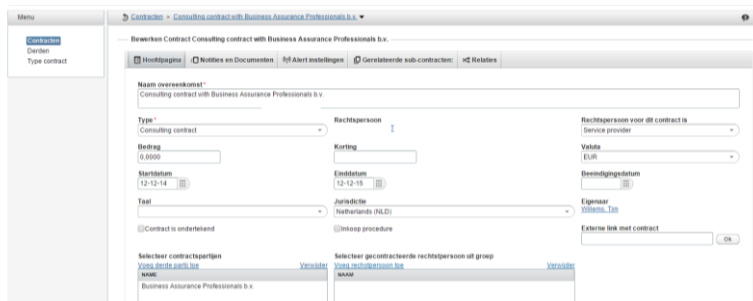 Menu
Contracten » Consulting contract with Business Assurance Professionals b.v.
Contracten
Derden
Type contract
Bewerken Contract Consulting contract with Business Assurance Professionals b.v.
Hoofdpagina Notities en Documenten Alert instellingen Gerelateerde sub-contracten: Relaties
Naam overeenkomst*
Consulting contract with Business Assurance Professionals b.v.
Type* Rechtspersoon Rechtspersoon voor dit contract is
Consulting contract Service provider
Bedrag Korting Valuta
0,0000 EUR
Startdatum Einddatum Beeindigingsdatum
12-12-14 12-12-15
Taal Jurisdictie Eigenaar
Netherlands (NLD) Willems, Tim
Contract is ondertekend Inkoop procedure Externe link met contract
Ok
Selecteer contractspartijen Selecteer gecontracteerde rechtstpersoon uit groep
Voeg derde partij toe Verwijder Voeg rechtstpersoon toe Verwijder
NAME NAAM
Business Assurance Professionals b.v.